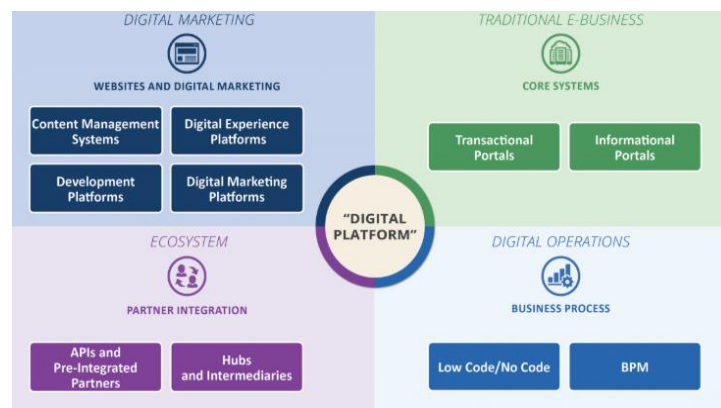 DIGITAL MARKETING
WEBSITES AND DIGITAL MARKETING
Content Management
Systems
Digital Experience
Platforms
Development
Platforms
Digital Marketing
Platforms
TRADITIONAL E-BUSINESS
CORE SYSTEMS
Transactional
Portals
Informational
Portals
"DIGITAL
PLATFORM"
ECOSYSTEM
PARTNER INTEGRATION
APIs and
Pre-Integrated
Partners
Hubs
and Intermediaries
DIGITAL OPERATIONS
BUSINESS PROCESS
Low Code/No Code
BPM